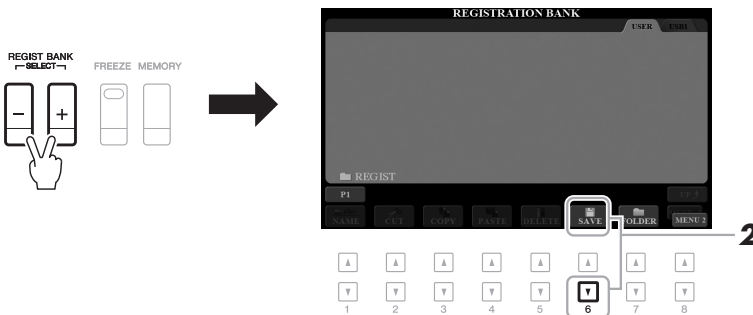 REGIST BANK
SELECT
FREEZE MEMORY
− +
REGISTRATION BANK
USER USB1
REGIST
P1 UP
NAME CUT COPY PASTE DELETE SAVE FOLDER MENU 2
2
1 2 3 4 5 6 7 8